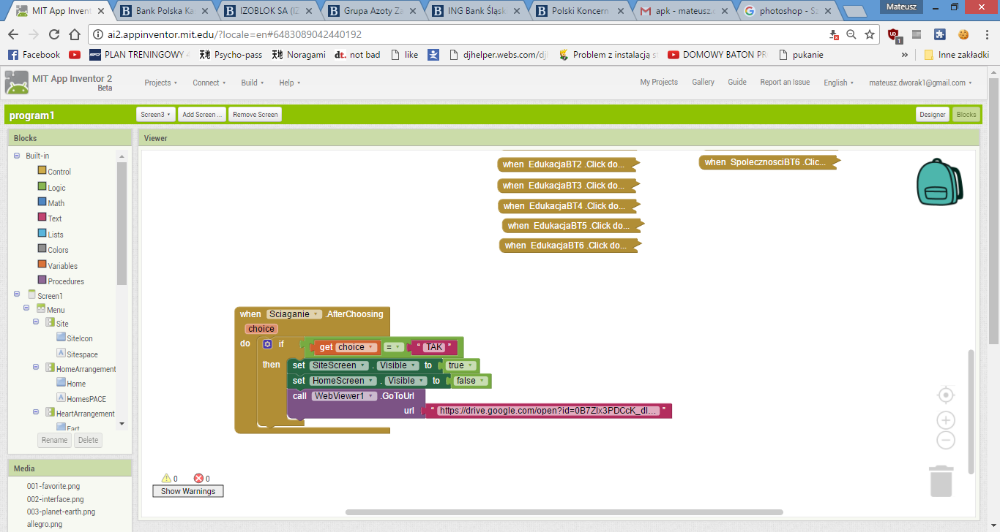 MIT App Inventor
Bank Polska Ka
IZOBLOK SA (IZ
Grupa Azoty Za
ING Bank Śląsk
Polski Koncern
apk - mateusz.
photoshop - Sz
Mateusz
ai2.appinventor.mit.edu/?locale=en#6483089042440192
1
Facebook
PLAN TRENINGOWY
Psycho-pass
Noragami
dt. not bad
like
djhelper.webs.com/dj
Problem z instalacją s
DOMOWY BATON PR
pukanie
»
Inne zakładki
MIT App Inventor 2
Beta
Projects
Connect
Build
Help
My Projects
Gallery
Guide
Report an Issue
English
mateusz.dworak1@gmail.com
program1
Screen3
Add Screen ...
Remove Screen
Designer
Blocks
Blocks
Built-in
Control
Logic
Math
Text
Lists
Colors
Variables
Procedures
Screen1
Menu
Site
SiteIcon
Sitespace
HomeArrangement
Home
HomesPACE
HeartArrangement
Rename
Delete
Media
001-favorite.png
002-interface.png
003-planet-earth.png
allegro.png
Viewer
when EdukacjaBT2 .Click do...
when EdukacjaBT3 .Click do...
when EdukacjaBT4 .Click do...
when EdukacjaBT5 .Click do...
when EdukacjaBT6 .Click do...
when SpolecznosciBT6 .Clic...
when Sciaganie .AfterChoosing
choice
do if get choice = " TAK "
then set SiteScreen . Visible to true
set HomeScreen . Visible to false
call WebViewer1 .GoToUrl
url " https://drive.google.com/open?id=0B7ZIx3PDCcK_dI... "
0 0
Show Warnings